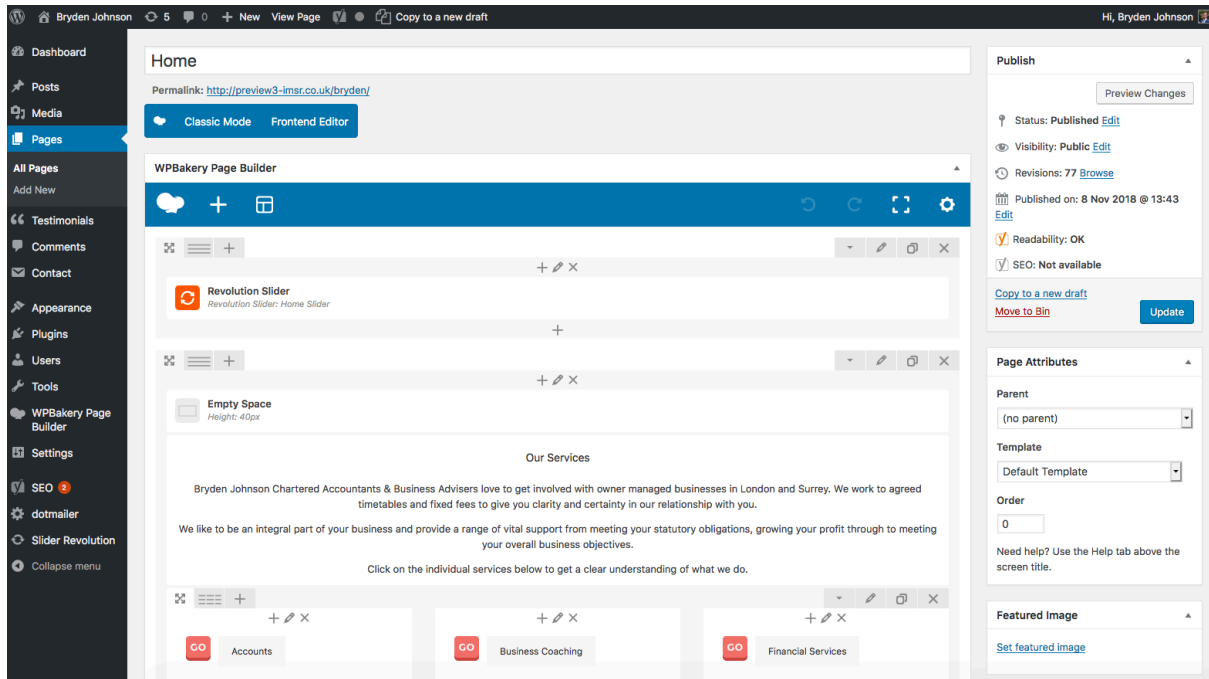 Bryden Johnson 5 0 New View Page Copy to a new draft Hi, Bryden Johnson
Dashboard
Posts
Media
Pages
All Pages
Add New
Testimonials
Comments
Contact
Appearance
Plugins
Users
Tools
WPBakery Page
Builder
Settings
SEO 2
dotmailer
Slider Revolution
Collapse menu
Home
Permalink: http://preview3-imsr.co.uk/bryden/
Classic Mode Frontend Editor
WPBakery Page Builder
Revolution Slider
Revolution Slider: Home Slider
Empty Space
Height: 40px
Our Services
Bryden Johnson Chartered Accountants & Business Advisers love to get involved with owner managed businesses in London and Surrey. We work to agreed
timetables and fixed fees to give you clarity and certainty in our relationship with you.
We like to be an integral part of your business and provide a range of vital support from meeting your statutory obligations, growing your profit through to meeting
your overall business objectives.
Click on the individual services below to get a clear understanding of what we do.
GO Accounts
GO Business Coaching
GO Financial Services
Publish
Preview Changes
Status: Published Edit
Visibility: Public Edit
Revisions: 77 Browse
Published on: 8 Nov 2018 @ 13:43
Edit
Readability: OK
SEO: Not available
Copy to a new draft
Move to Bin
Update
Page Attributes
Parent
(no parent)
Template
Default Template
Order
0
Need help? Use the Help tab above the
screen title.
Featured Image
Set featured image